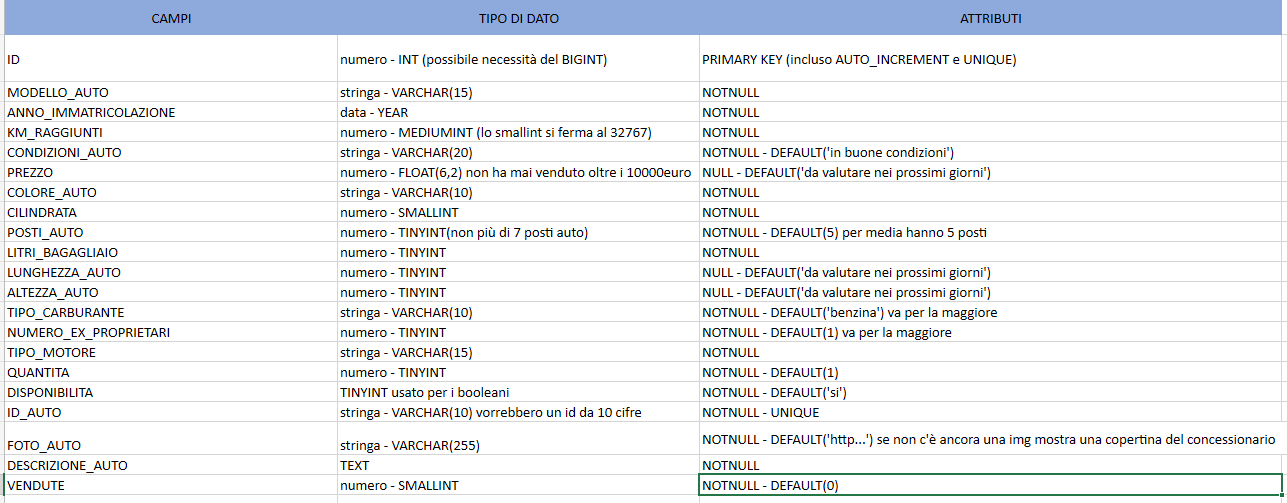 CAMPI TIPO DI DATO ATTRIBUTI
ID numero - INT (possibile necessità del BIGINT) PRIMARY KEY (incluso AUTO_INCREMENT e UNIQUE)
MODELLO_AUTO stringa - VARCHAR(15) NOTNULL
ANNO_IMMATRICOLAZIONE data - YEAR NOTNULL
KM_RAGGIUNTI numero - MEDIUMINT (lo smallint si ferma al 32767) NOTNULL
CONDIZIONI_AUTO stringa - VARCHAR(20) NOTNULL - DEFAULT('in buone condizioni')
PREZZO numero - FLOAT(6,2) non ha mai venduto oltre i 10000euro NULL - DEFAULT('da valutare nei prossimi giorni')
COLORE_AUTO stringa - VARCHAR(10) NOTNULL
CILINDRATA numero - SMALLINT NOTNULL
POSTI_AUTO numero - TINYINT(non più di 7 posti auto) NOTNULL - DEFAULT(5) per media hanno 5 posti
LITRI_BAGAGLIAIO numero - TINYINT NOTNULL
LUNGHEZZA_AUTO numero - TINYINT NULL - DEFAULT('da valutare nei prossimi giorni')
ALTEZZA_AUTO numero - TINYINT NULL - DEFAULT('da valutare nei prossimi giorni')
TIPO_CARBURANTE stringa - VARCHAR(10) NOTNULL - DEFAULT('benzina') va per la maggiore
NUMERO_EX_PROPRIETARI numero - TINYINT NOTNULL - DEFAULT(1) va per la maggiore
TIPO_MOTORE stringa - VARCHAR(15) NOTNULL
QUANTITA numero - TINYINT NOTNULL - DEFAULT(1)
DISPONIBILITA TINYINT usato per i booleani NOTNULL - DEFAULT('si')
ID_AUTO stringa - VARCHAR(10) vorrebbero un id da 10 cifre NOTNULL - UNIQUE
FOTO_AUTO stringa - VARCHAR(255) NOTNULL - DEFAULT('http...') se non c'è ancora una img mostra una copertina del concessionario
DESCRIZIONE_AUTO TEXT NOTNULL
VENDUTE numero - SMALLINT NOTNULL - DEFAULT(0)